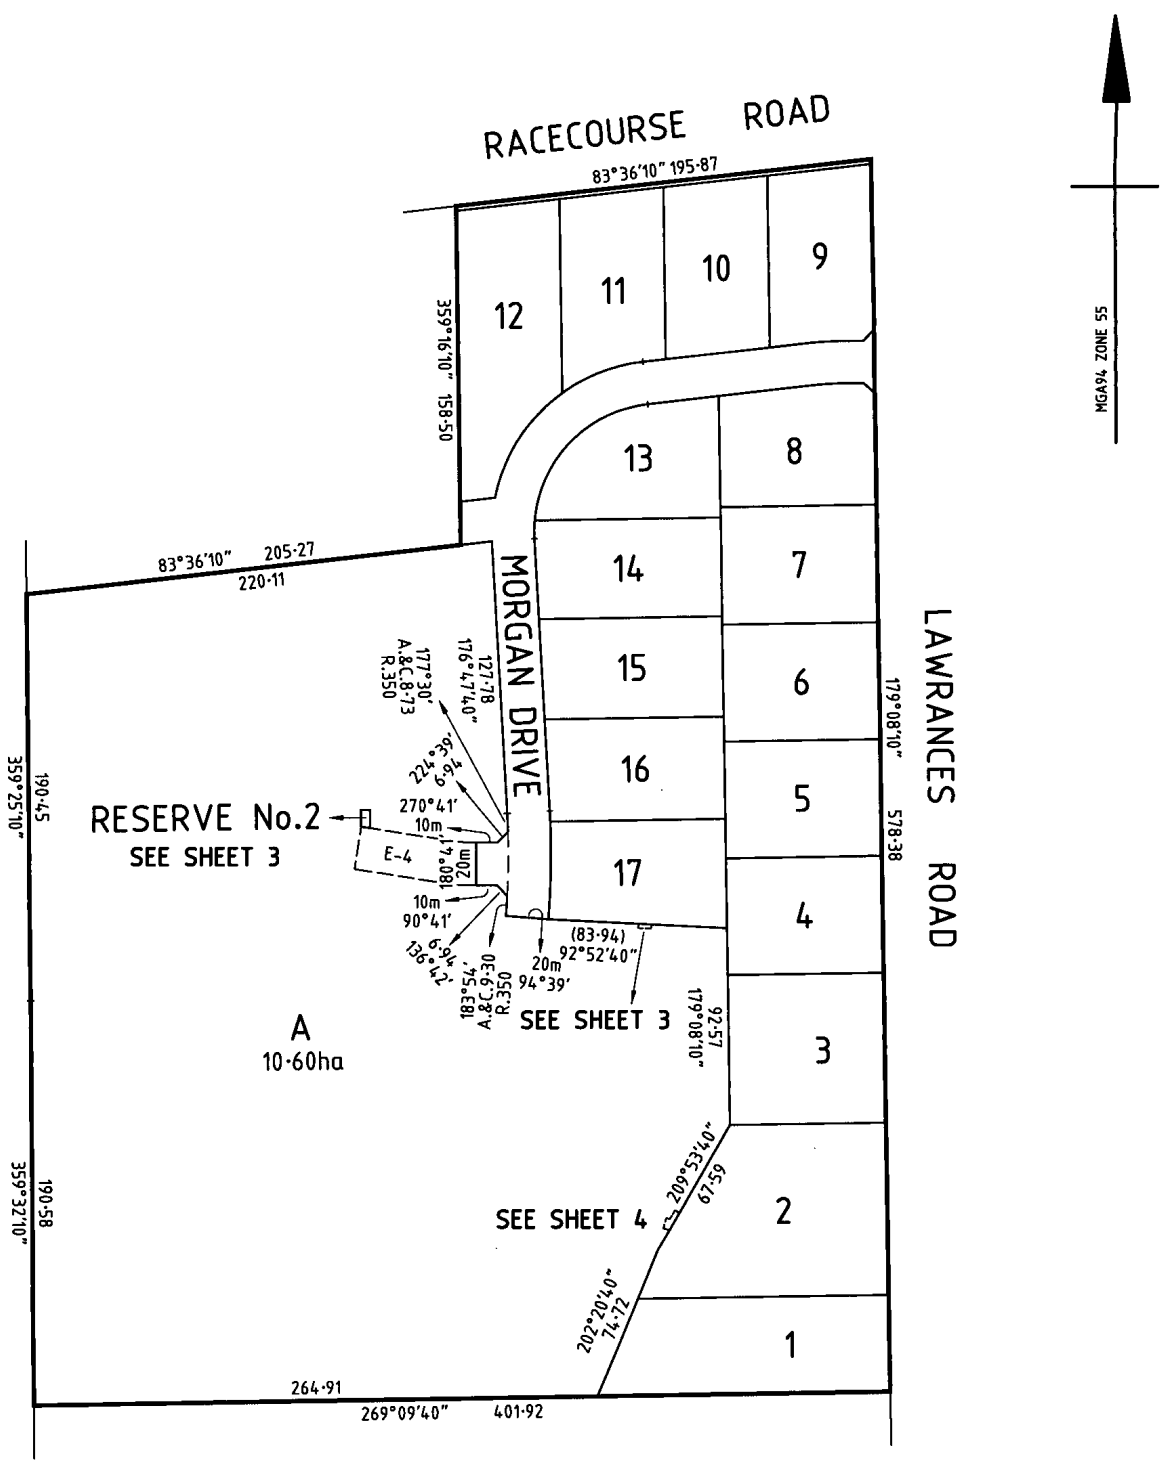 RACECOURSE ROAD
83°36'10" 195·87
9
10
11
12
359°16'10" 158·50
MGA94 ZONE 55
13
8
83°36'10" 205·27
220·11
MORGAN DRIVE
14
7
LAWRANCES ROAD
15
6
127·78
176°47'40"
177°30'
A.&C.8·73
R.350
179°08'10" 578·38
224°39'
6·94
16
5
190·45
359°25'10"
270°41'
10m
RESERVE No.2
SEE SHEET 3
E-4
180°41'
20m
17
4
10m
90°41'
6·94
136°42'
183°54'
A.&C.9·30
R.350
20m
94°39'
(83·94)
92°52'40"
SEE SHEET 3
92·57
179°08'10"
A
10·60ha
3
209°53'40"
67·59
190·58
359°32'10"
SEE SHEET 4
2
202°20'40"
74·72
1
264·91
269°09'40" 401·92